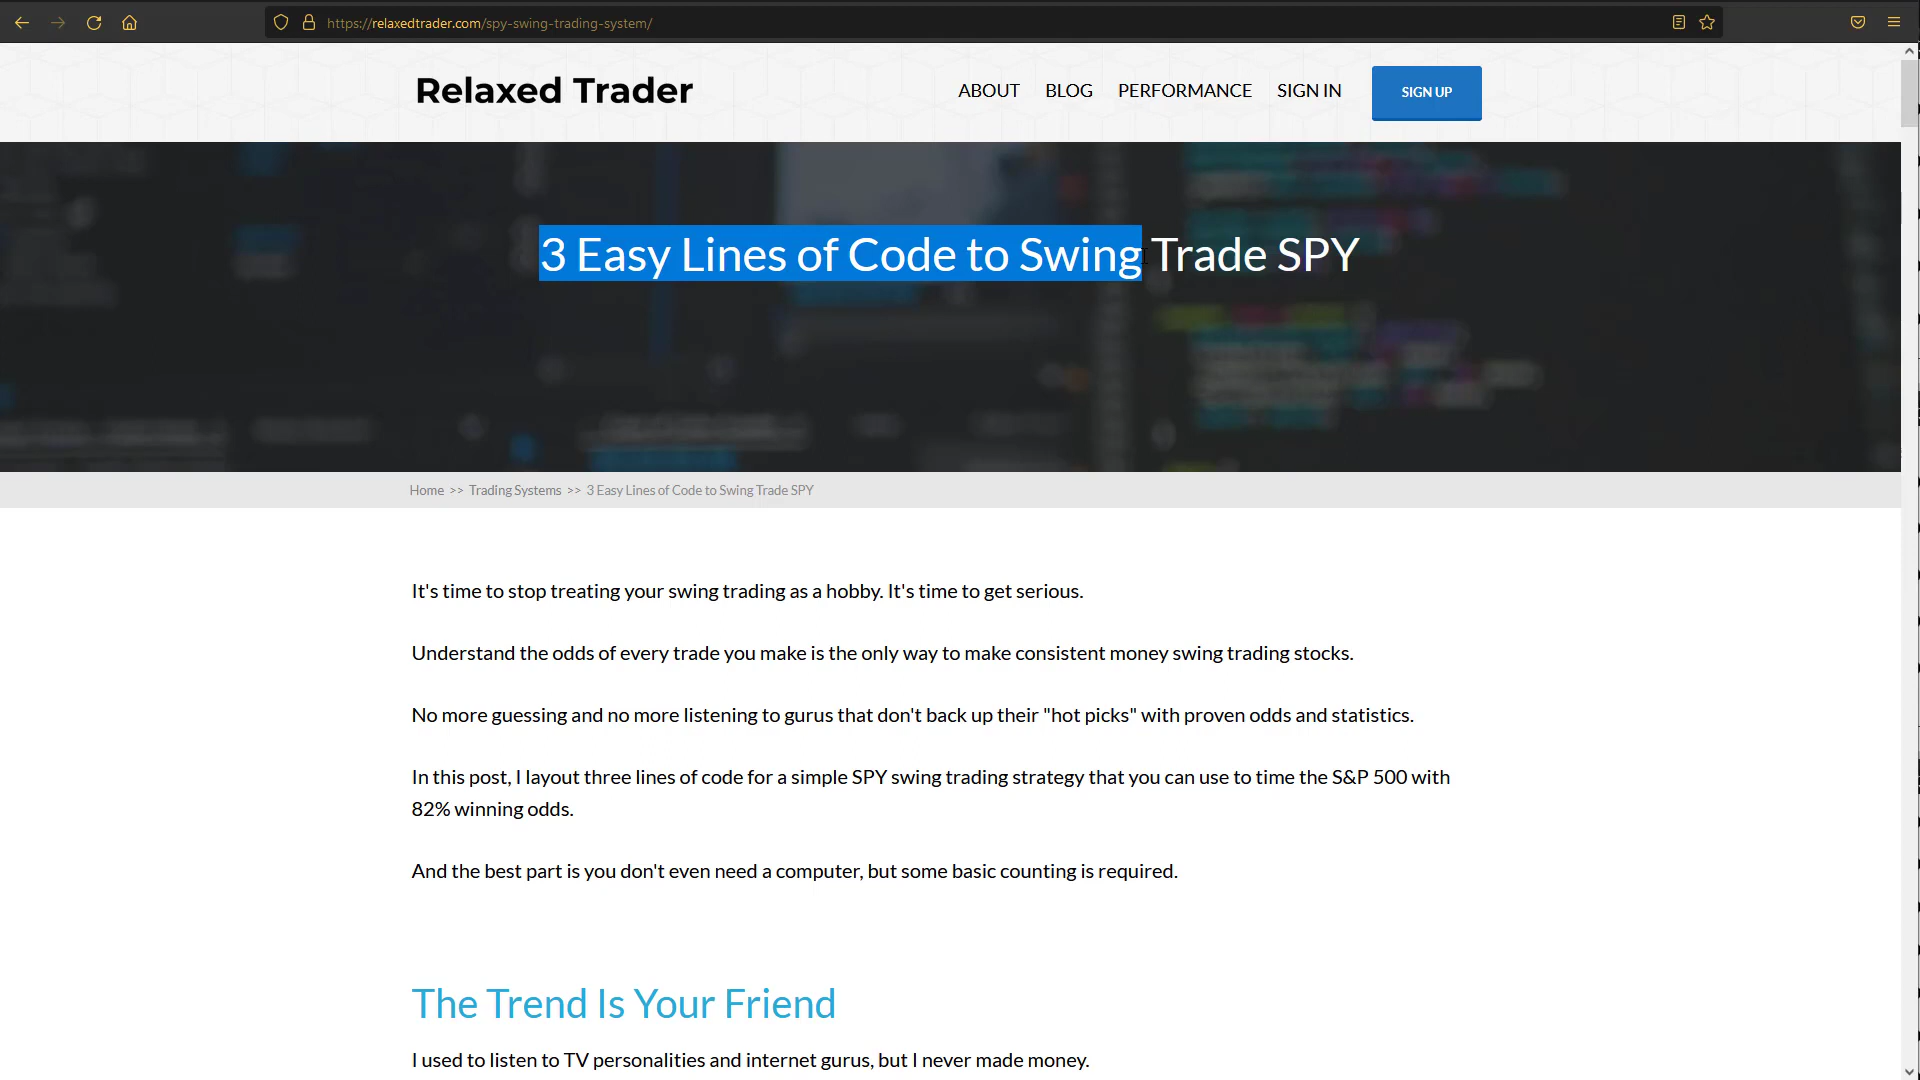 https://relaxedtrader.com/spy-swing-trading-system/
Relaxed Trader
ABOUT BLOG PERFORMANCE SIGN IN SIGN UP
3 Easy Lines of Code to Swing Trade SPY
Home >> Trading Systems >> 3 Easy Lines of Code to Swing Trade SPY
It's time to stop treating your swing trading as a hobby. It's time to get serious.
Understand the odds of every trade you make is the only way to make consistent money swing trading stocks.
No more guessing and no more listening to gurus that don't back up their "hot picks" with proven odds and statistics.
In this post, I layout three lines of code for a simple SPY swing trading strategy that you can use to time the S&P 500 with
82% winning odds.
And the best part is you don't even need a computer, but some basic counting is required.
The Trend Is Your Friend
I used to listen to TV personalities and internet gurus, but I never made money.